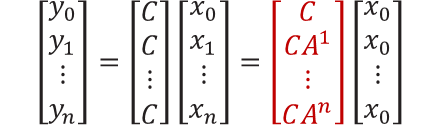 [y₀ y₁ ⋮ yₙ] = [C C ⋮ C] [x₀ x₁ ⋮ xₙ] = [C CA¹ ⋮ CAⁿ] [x₀ x₀ ⋮ x₀]